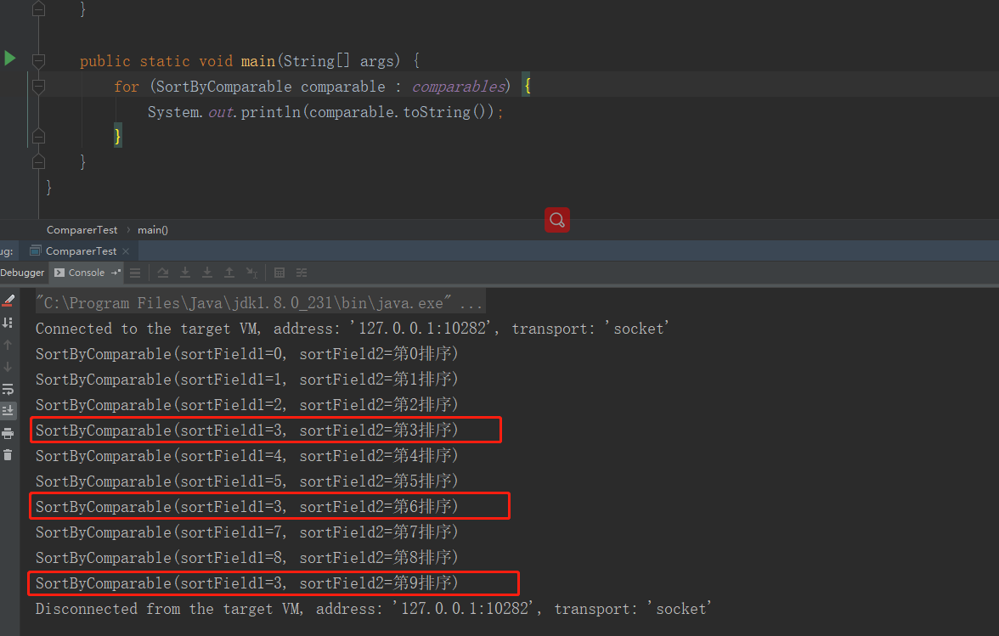 }
public static void main(String[] args) {
for (SortByComparable comparable : comparables) {
System.out.println(comparable.toString());
}
}
}
ComparerTest › main()
ug: ComparerTest ×
Debugger Console
"C:\Program Files\Java\jdk1.8.0_231\bin\java.exe" ...
Connected to the target VM, address: '127.0.0.1:10282', transport: 'socket'
SortByComparable(sortField1=0, sortField2=第0排序)
SortByComparable(sortField1=1, sortField2=第1排序)
SortByComparable(sortField1=2, sortField2=第2排序)
SortByComparable(sortField1=3, sortField2=第3排序)
SortByComparable(sortField1=4, sortField2=第4排序)
SortByComparable(sortField1=5, sortField2=第5排序)
SortByComparable(sortField1=3, sortField2=第6排序)
SortByComparable(sortField1=7, sortField2=第7排序)
SortByComparable(sortField1=8, sortField2=第8排序)
SortByComparable(sortField1=3, sortField2=第9排序)
Disconnected from the target VM, address: '127.0.0.1:10282', transport: 'socket'